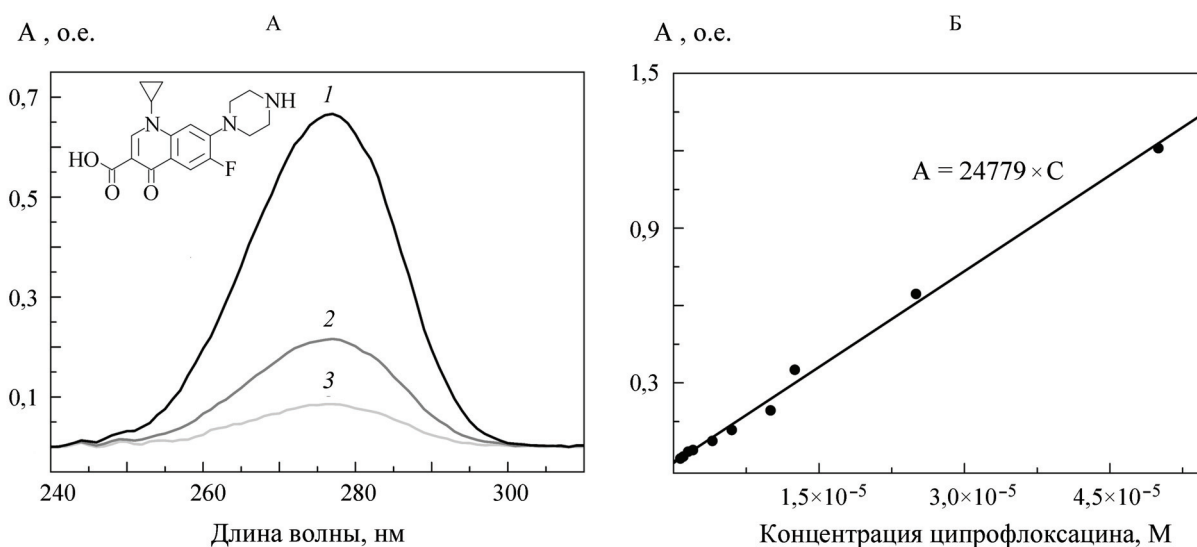 А , о.е.
А
0,7
0,5
0,3
0,1
240
260
280
300
Длина волны, нм
1
2
3
N
NH
N
F
HO
O
O
А , о.е.
Б
1,5
0,9
0,3
A = 24779 × C
1,5×10⁻⁵
3,0×10⁻⁵
4,5×10⁻⁵
Концентрация ципрофлоксацина, М